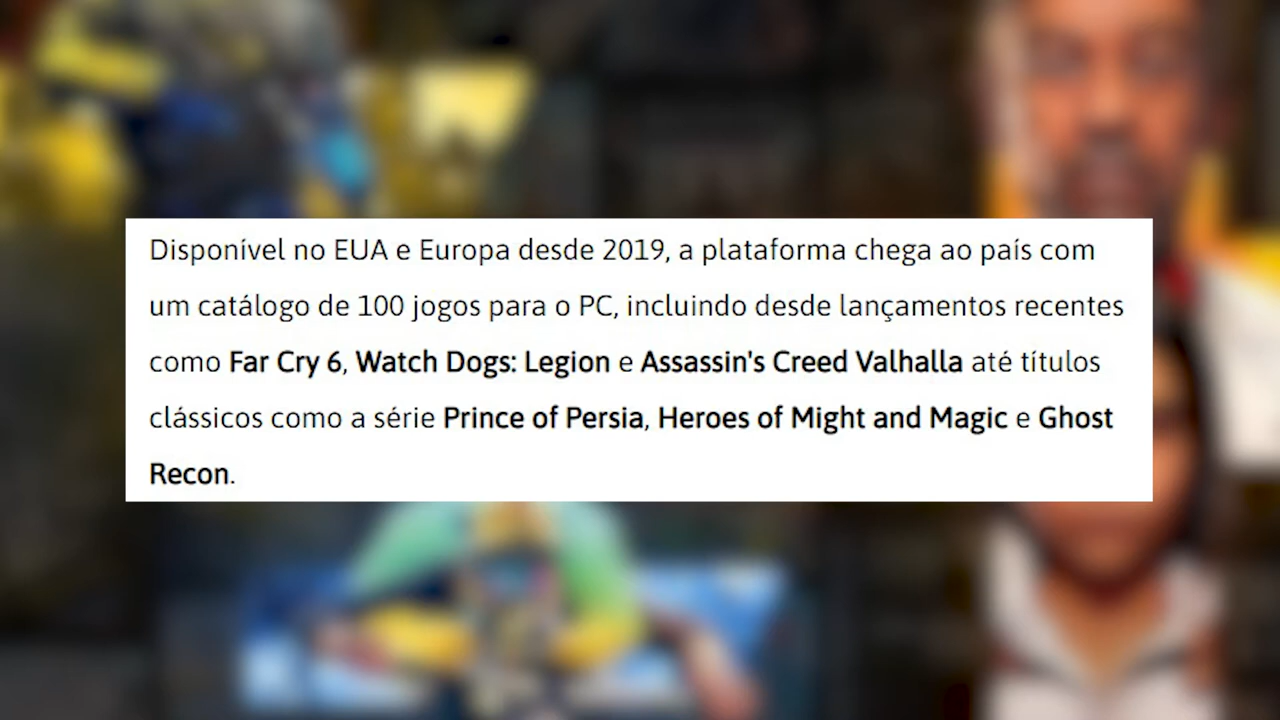 Disponível no EUA e Europa desde 2019, a plataforma chega ao país com
um catálogo de 100 jogos para o PC, incluindo desde lançamentos recentes
como Far Cry 6, Watch Dogs: Legion e Assassin's Creed Valhalla até títulos
clássicos como a série Prince of Persia, Heroes of Might and Magic e Ghost
Recon.